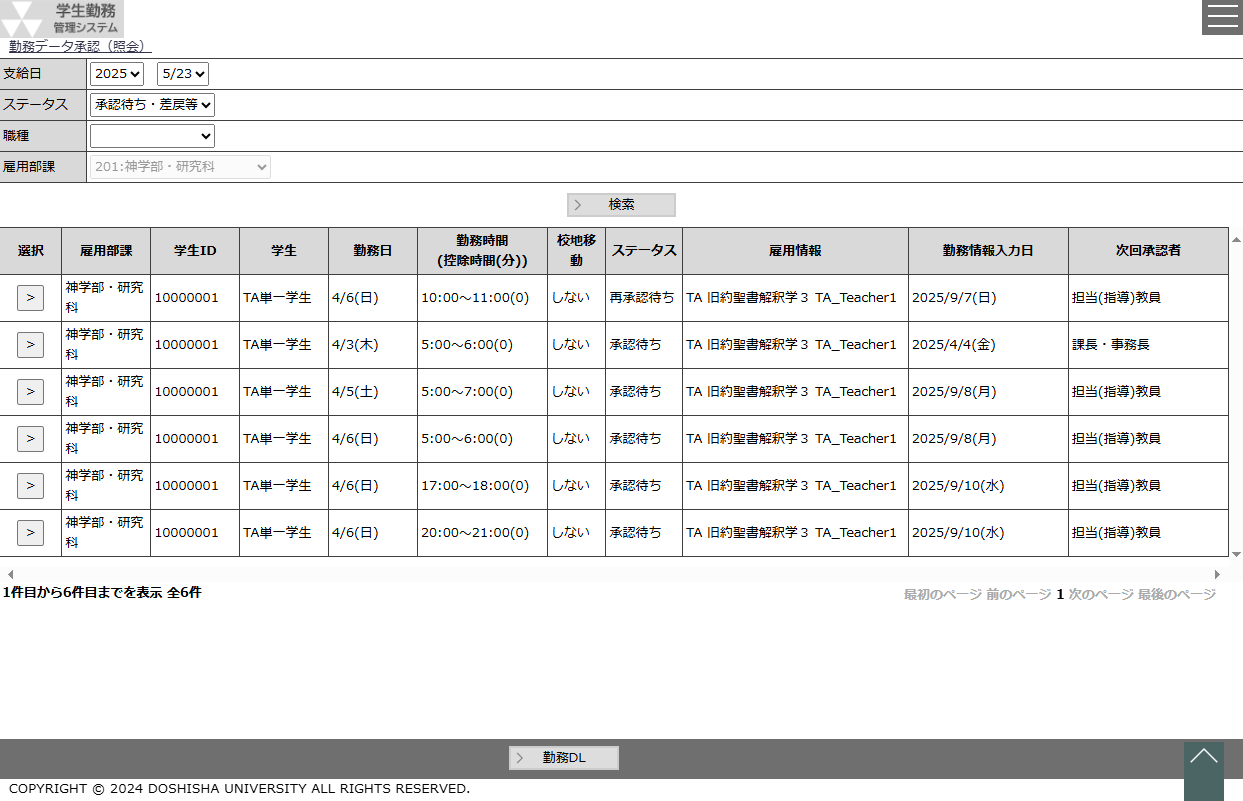 学生勤務
管理システム
勤務データ承認（照会）
支給日 2025 5/23
ステータス 承認待ち・差戻等
職種
雇用部課 201:神学部・研究科
検索
選択 雇用部課 学生ID 学生 勤務日 勤務時間(控除時間(分)) 校地移動 ステータス 雇用情報 勤務情報入力日 次回承認者
> 神学部・研究科 10000001 TA単一学生 4/6(日) 10:00～11:00(0) しない 再承認待ち TA 旧約聖書解釈学３ TA_Teacher1 2025/9/7(日) 担当(指導)教員
> 神学部・研究科 10000001 TA単一学生 4/3(木) 5:00～6:00(0) しない 承認待ち TA 旧約聖書解釈学３ TA_Teacher1 2025/4/4(金) 課長・事務長
> 神学部・研究科 10000001 TA単一学生 4/5(土) 5:00～7:00(0) しない 承認待ち TA 旧約聖書解釈学３ TA_Teacher1 2025/9/8(月) 担当(指導)教員
> 神学部・研究科 10000001 TA単一学生 4/6(日) 5:00～6:00(0) しない 承認待ち TA 旧約聖書解釈学３ TA_Teacher1 2025/9/8(月) 担当(指導)教員
> 神学部・研究科 10000001 TA単一学生 4/6(日) 17:00～18:00(0) しない 承認待ち TA 旧約聖書解釈学３ TA_Teacher1 2025/9/10(水) 担当(指導)教員
> 神学部・研究科 10000001 TA単一学生 4/6(日) 20:00～21:00(0) しない 承認待ち TA 旧約聖書解釈学３ TA_Teacher1 2025/9/10(水) 担当(指導)教員
1件目から6件目までを表示 全6件 最初のページ 前のページ 1 次のページ 最後のページ
勤務DL
COPYRIGHT © 2024 DOSHISHA UNIVERSITY ALL RIGHTS RESERVED.